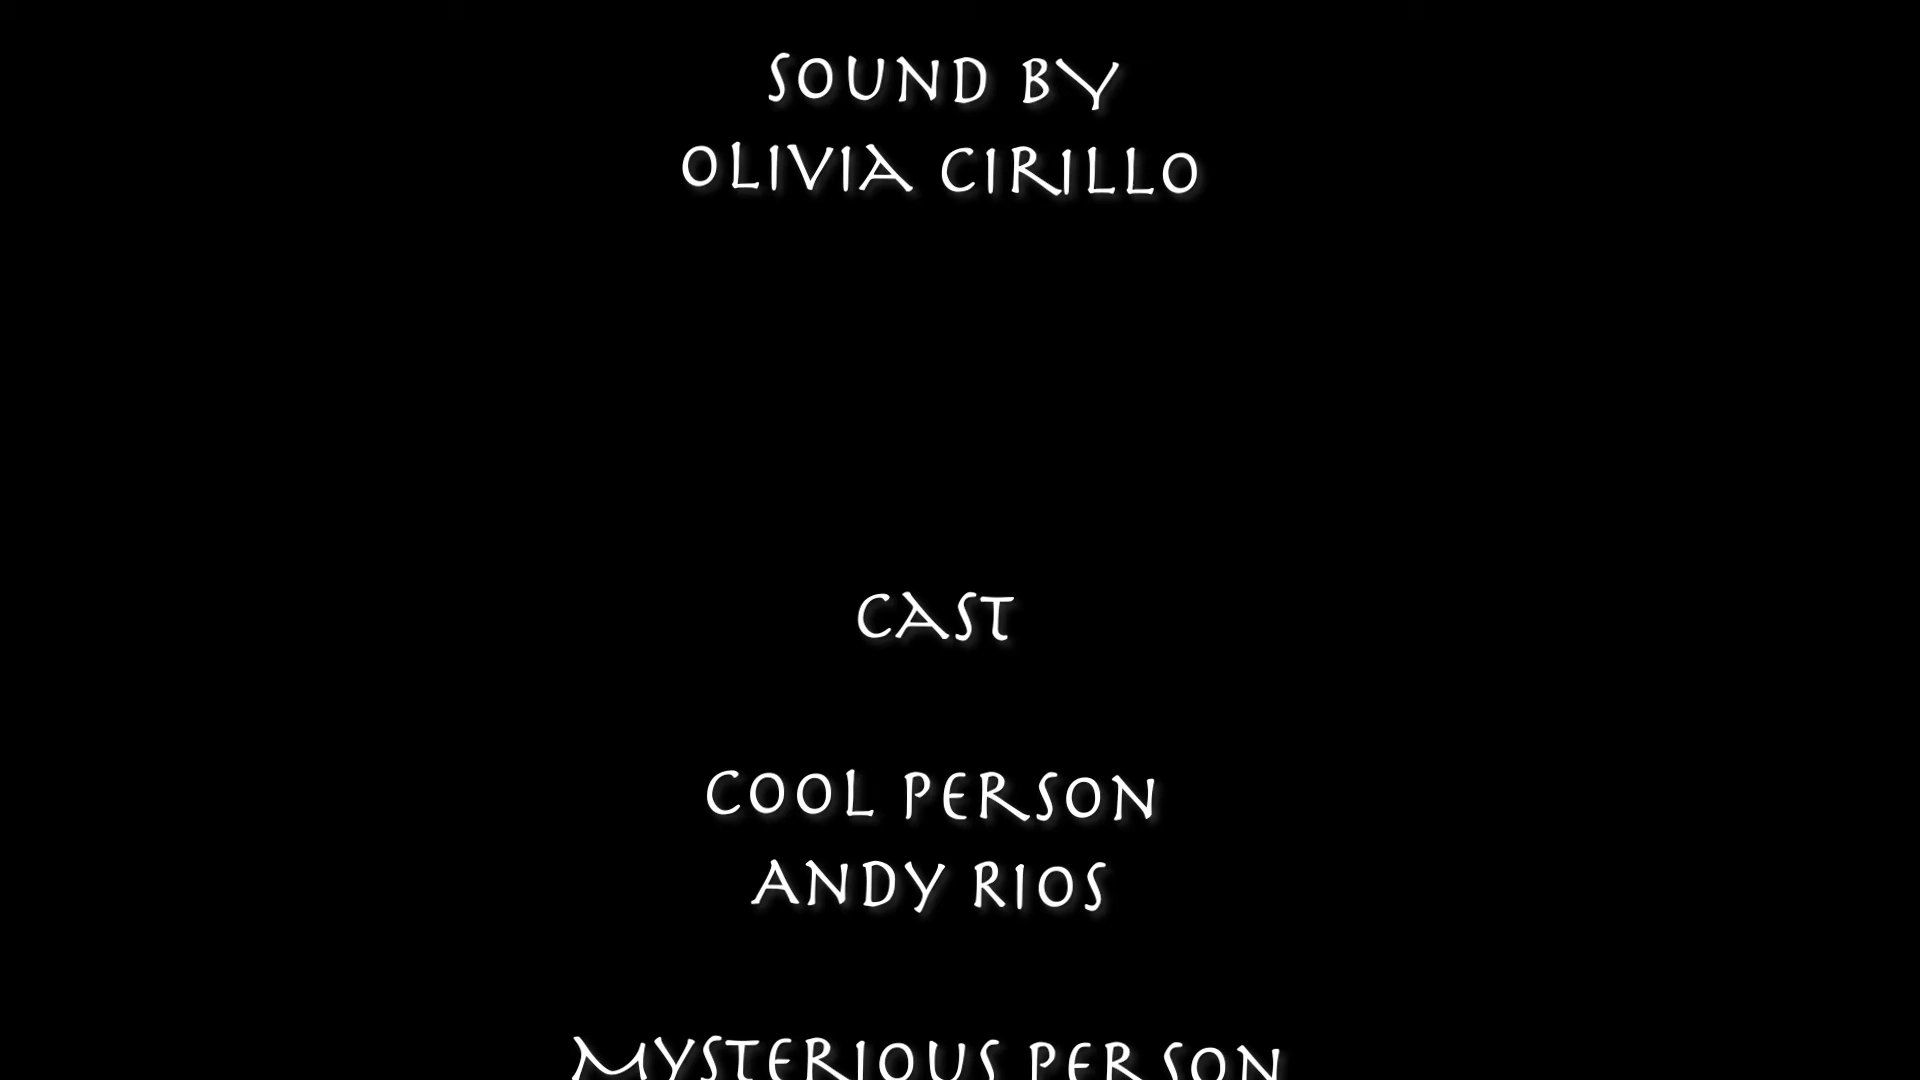 SOUND BY
OLIVIA CIRILLO
CAST
COOL PERSON
ANDY RIOS
MYSTERIOUS PERSON